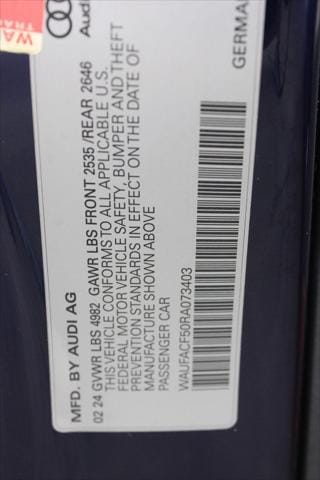 Audi
GERMANY
MFD. BY AUDI AG
02 24 GVWR LBS 4982 GAWR LBS FRONT 2535 /REAR 2646
THIS VEHICLE CONFORMS TO ALL APPLICABLE U.S.
FEDERAL MOTOR VEHICLE SAFETY, BUMPER AND THEFT
PREVENTION STANDARDS IN EFFECT ON THE DATE OF
MANUFACTURE SHOWN ABOVE
PASSENGER CAR
WAUFACF50RA073403